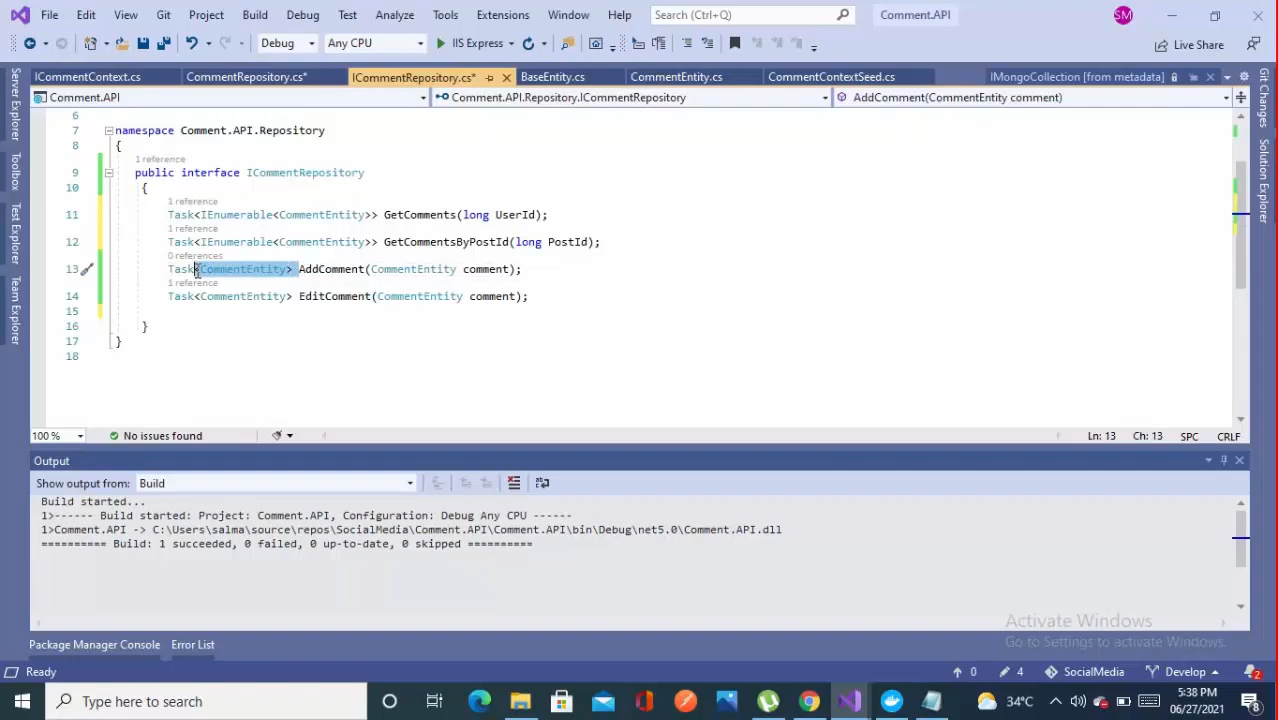 File Edit View Git Project Build Debug Test Analyze Tools Extensions Window Help Search (Ctrl+Q) Comment.API SM
Debug Any CPU IIS Express Live Share
ICommentContext.cs CommentRepository.cs* ICommentRepository.cs* BaseEntity.cs CommentEntity.cs CommentContextSeed.cs IMongoCollection [from metadata]
Comment.API Comment.API.Repository.ICommentRepository AddComment(CommentEntity comment)
Server Explorer
Toolbox
Test Explorer
Team Explorer
Git Changes
Solution Explorer
6
7 namespace Comment.API.Repository
8 {
1 reference
9 public interface ICommentRepository
10 {
1 reference
11 Task<IEnumerable<CommentEntity>> GetComments(long UserId);
1 reference
12 Task<IEnumerable<CommentEntity>> GetCommentsByPostId(long PostId);
0 references
13 Task<CommentEntity> AddComment(CommentEntity comment);
1 reference
14 Task<CommentEntity> EditComment(CommentEntity comment);
15
16 }
17 }
18
100 % No issues found Ln: 13 Ch: 13 SPC CRLF
Output
Show output from: Build
Build started...
1>------ Build started: Project: Comment.API, Configuration: Debug Any CPU ------
1>Comment.API -> C:\Users\salma\source\repos\SocialMedia\Comment.API\Comment.API\bin\Debug\net5.0\Comment.API.dll
========== Build: 1 succeeded, 0 failed, 0 up-to-date, 0 skipped ==========
Activate Windows
Go to Settings to activate Windows.
Package Manager Console Error List
Ready 0 4 SocialMedia Develop 2
Type here to search 34°C 5:38 PM
06/27/2021 8